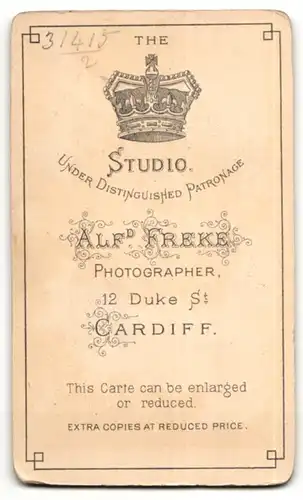 31415
2
THE
STUDIO.
UNDER DISTINGUISHED PATRONAGE
ALFD FREKE
PHOTOGRAPHER,
12 Duke St
CARDIFF.
This Carte can be enlarged
or reduced.
EXTRA COPIES AT REDUCED PRICE.